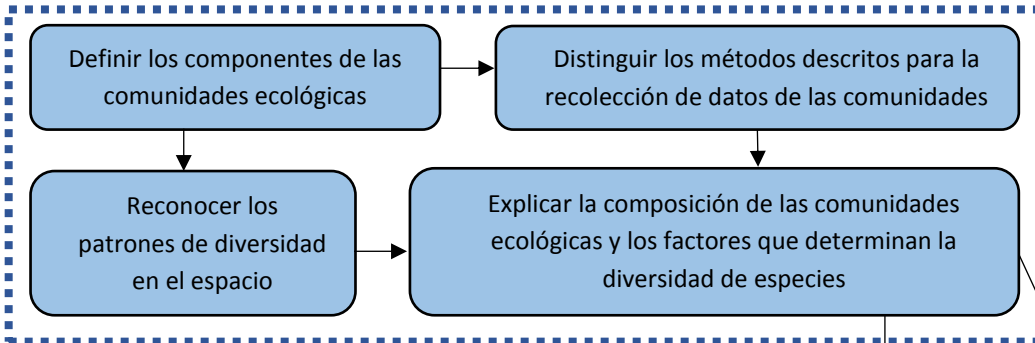 Definir los componentes de las
comunidades ecológicas
Distinguir los métodos descritos para la
recolección de datos de las comunidades
Reconocer los
patrones de diversidad
en el espacio
Explicar la composición de las comunidades
ecológicas y los factores que determinan la
diversidad de especies